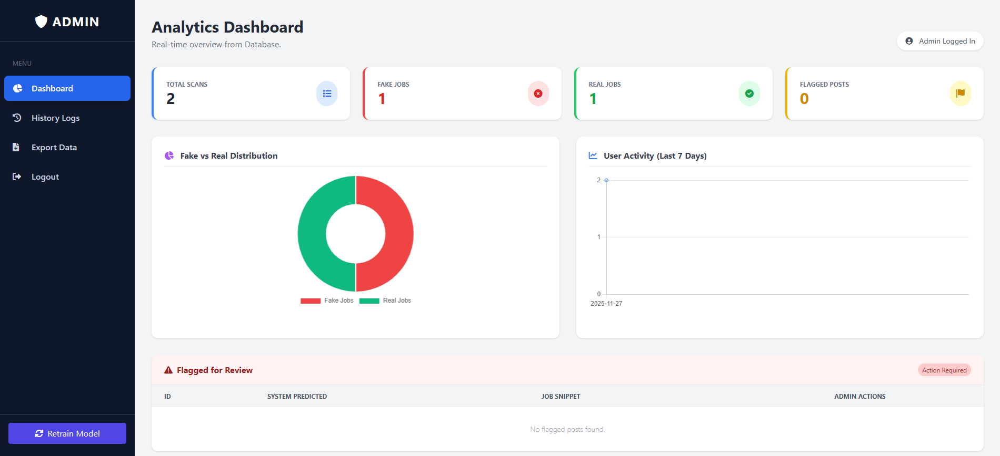 ADMIN
MENU
Dashboard
History Logs
Export Data
Logout
Retrain Model
Analytics Dashboard
Real-time overview from Database.
Admin Logged In
TOTAL SCANS
2
FAKE JOBS
1
REAL JOBS
1
FLAGGED POSTS
0
Fake vs Real Distribution
Fake Jobs Real Jobs
User Activity (Last 7 Days)
2
1
0
2025-11-27
Flagged for Review
Action Required
ID SYSTEM PREDICTED JOB SNIPPET ADMIN ACTIONS
No flagged posts found.